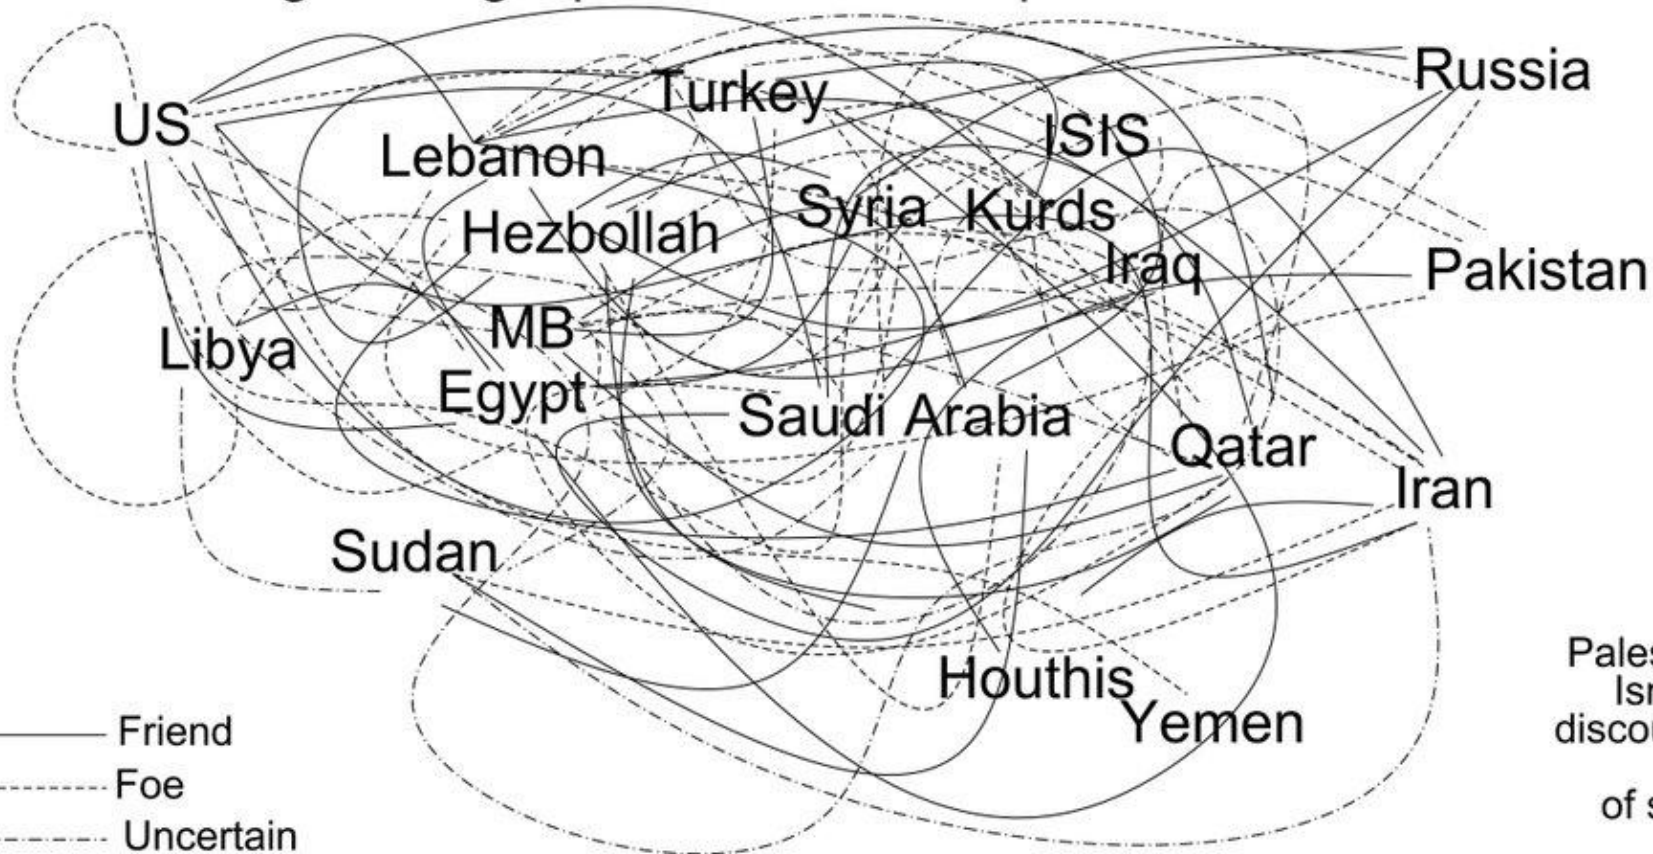 Russia
Turkey
US
ISIS
Lebanon
Syria
Kurds
Hezbollah
Iraq
Pakistan
MB
Libya
Egypt
Saudi Arabia
Qatar
Iran
Sudan
Houthis
Yemen
Friend
Foe
Uncertain
of